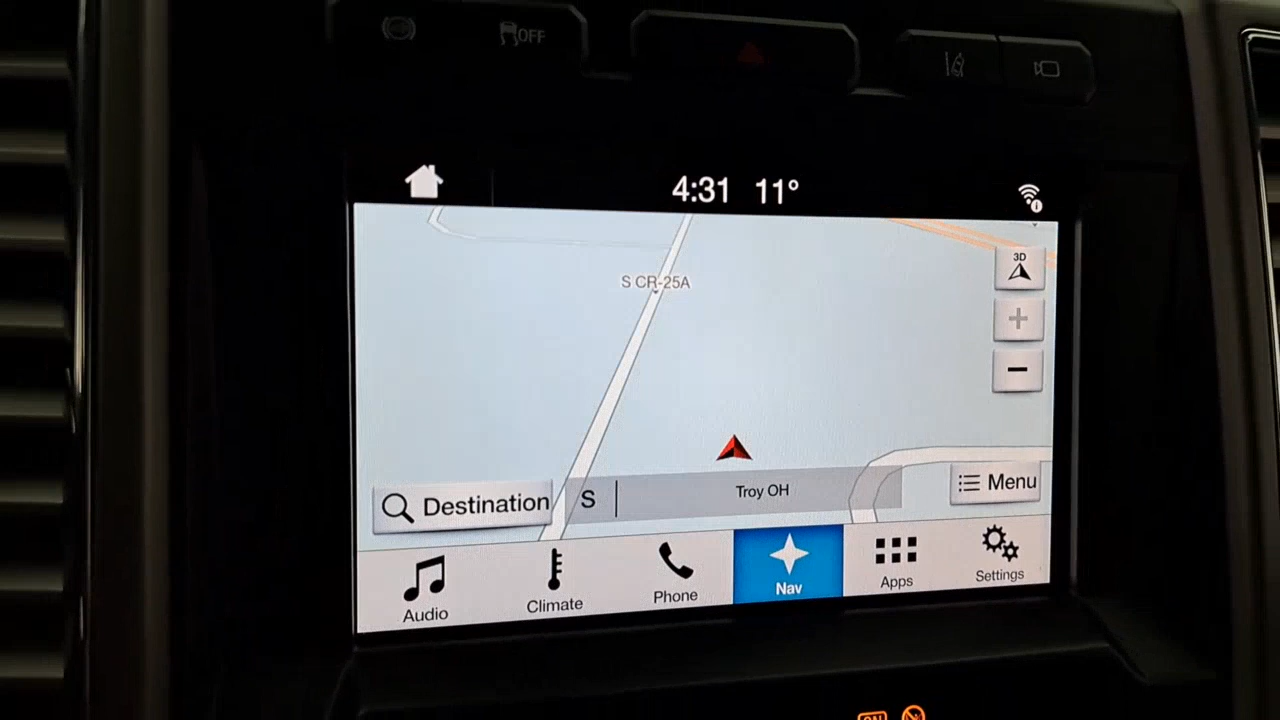 OFF
4:31 11°
3D
S CR-25A
Destination
S
Troy OH
Menu
Audio
Climate
Phone
Nav
Apps
Settings